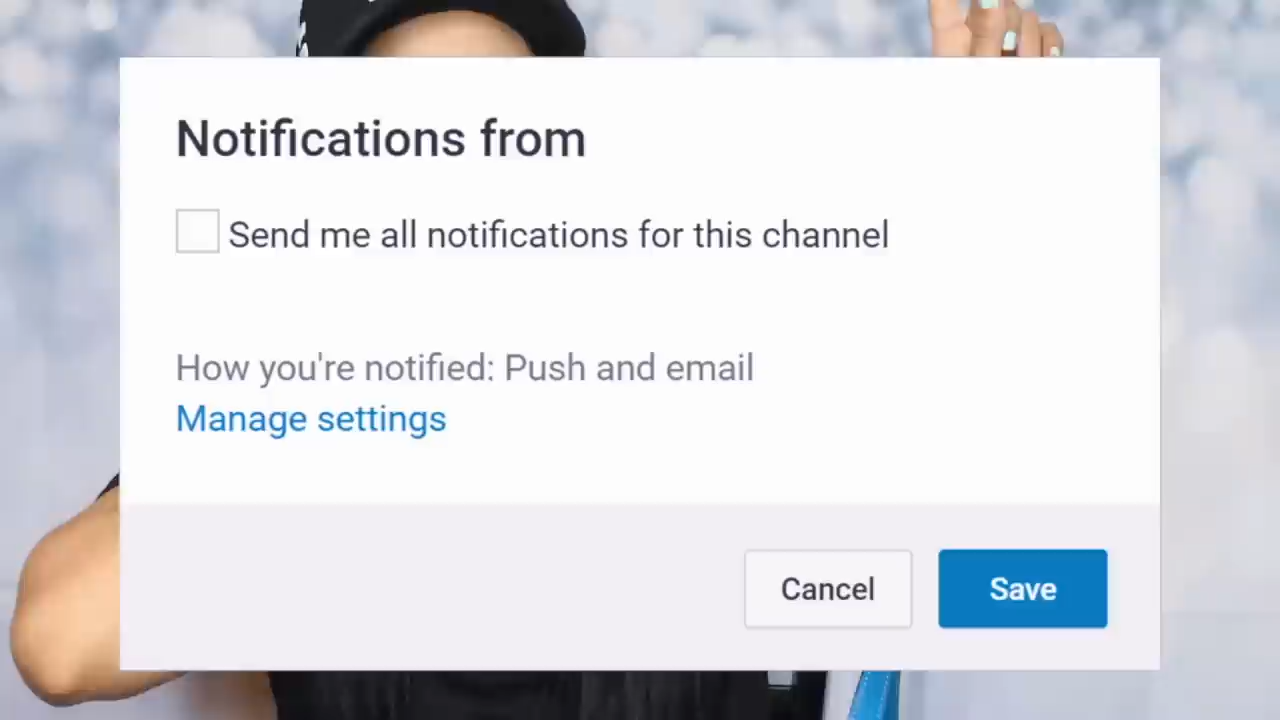 Notifications from
Send me all notifications for this channel
How you're notified: Push and email
Manage settings
Cancel
Save